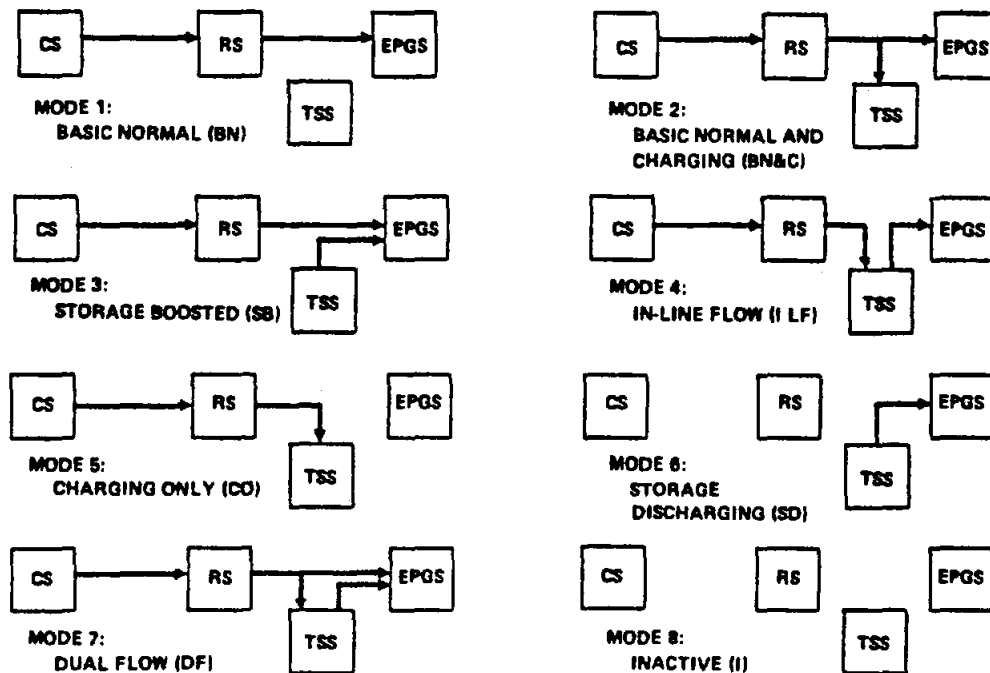 CS RS EPGS
TSS
MODE 1:
BASIC NORMAL (BN)
CS RS EPGS
TSS
MODE 2:
BASIC NORMAL AND
CHARGING (BN&C)
CS RS EPGS
TSS
MODE 3:
STORAGE BOOSTED (SB)
CS RS EPGS
TSS
MODE 4:
IN-LINE FLOW (I LF)
CS RS EPGS
TSS
MODE 5:
CHARGING ONLY (CO)
CS RS EPGS
TSS
MODE 6:
STORAGE
DISCHARGING (SD)
CS RS EPGS
TSS
MODE 7:
DUAL FLOW (DF)
CS RS EPGS
TSS
MODE 8:
INACTIVE (I)